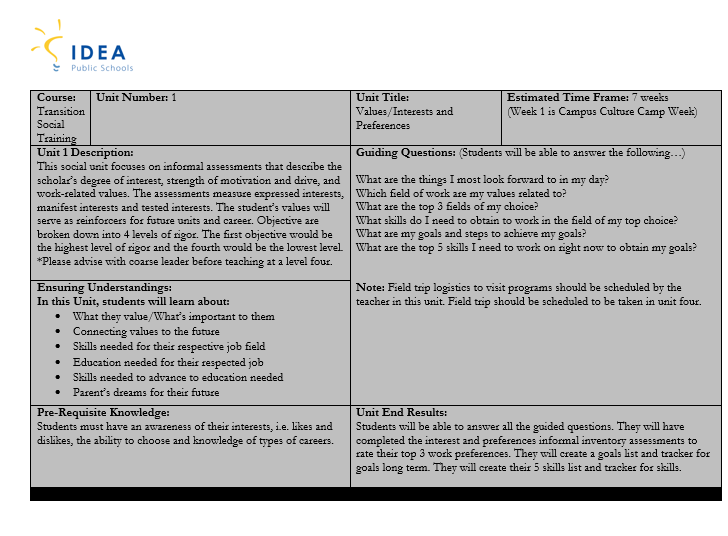 IDEA
Public Schools
Course:
Transition
Social
Training
Unit Number: 1
Unit Title:
Values/Interests and
Preferences
Estimated Time Frame: 7 weeks
(Week 1 is Campus Culture Camp Week)
Unit 1 Description:
This social unit focuses on informal assessments that describe the
scholar's degree of interest, strength of motivation and drive, and
work-related values. The assessments measure expressed interests,
manifest interests and tested interests. The student's values will
serve as reinforcers for future units and career. Objective are
broken down into 4 levels of rigor. The first objective would be
the highest level of rigor and the fourth would be the lowest level.
*Please advise with coarse leader before teaching at a level four.
Guiding Questions: (Students will be able to answer the following…)
What are the things I most look forward to in my day?
Which field of work are my values related to?
What are the top 3 fields of my choice?
What skills do I need to obtain to work in the field of my top choice?
What are my goals and steps to achieve my goals?
What are the top 5 skills I need to work on right now to obtain my goals?
Note: Field trip logistics to visit programs should be scheduled by the
teacher in this unit. Field trip should be scheduled to be taken in unit four.
Ensuring Understandings:
In this Unit, students will learn about:
• What they value/What's important to them
• Connecting values to the future
• Skills needed for their respective job field
• Education needed for their respected job
• Skills needed to advance to education needed
• Parent's dreams for their future
Pre-Requisite Knowledge:
Students must have an awareness of their interests, i.e. likes and
dislikes, the ability to choose and knowledge of types of careers.
Unit End Results:
Students will be able to answer all the guided questions. They will have
completed the interest and preferences informal inventory assessments to
rate their top 3 work preferences. They will create a goals list and tracker for
goals long term. They will create their 5 skills list and tracker for skills.